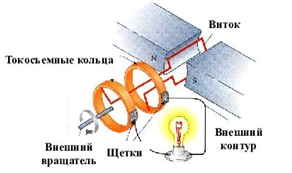 Виток
Токосъемные кольца
N
S
Внешний
вращатель
Щетки
Внешний
контур